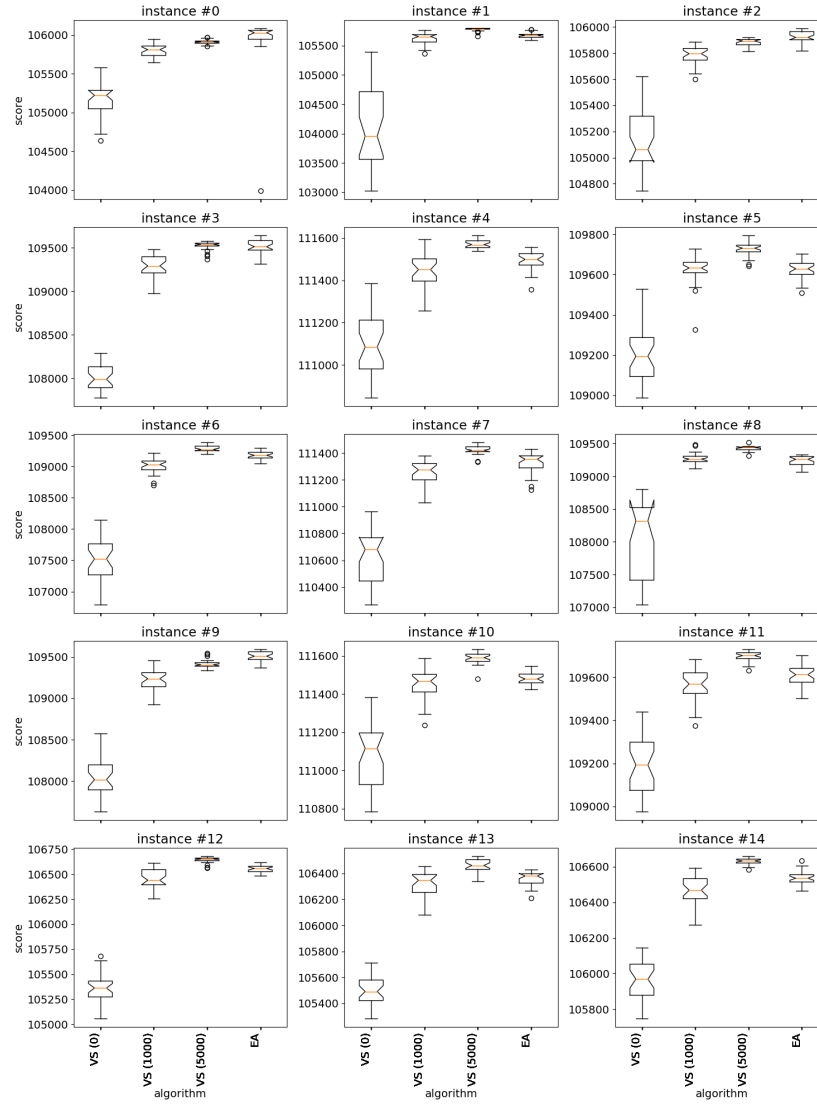 instance #0
instance #1
instance #2
106000
105500
105000
104500
104000
score
105500
105000
104500
104000
103500
103000
106000
105800
105600
105400
105200
105000
104800
instance #3
instance #4
instance #5
109500
109000
108500
108000
score
111600
111400
111200
111000
109800
109600
109400
109200
109000
instance #6
instance #7
instance #8
109500
109000
108500
108000
107500
107000
score
111400
111200
111000
110800
110600
110400
109500
109000
108500
108000
107500
107000
instance #9
instance #10
instance #11
109500
109000
108500
108000
score
111600
111400
111200
111000
110800
109600
109400
109200
109000
instance #12
instance #13
instance #14
106750
106500
106250
106000
105750
105500
105250
105000
score
106400
106200
106000
105800
105600
105400
106600
106400
106200
106000
105800
VS (0)
VS (1000)
VS (5000)
EA
VS (0)
VS (1000)
VS (5000)
EA
VS (0)
VS (1000)
VS (5000)
EA
algorithm
algorithm
algorithm